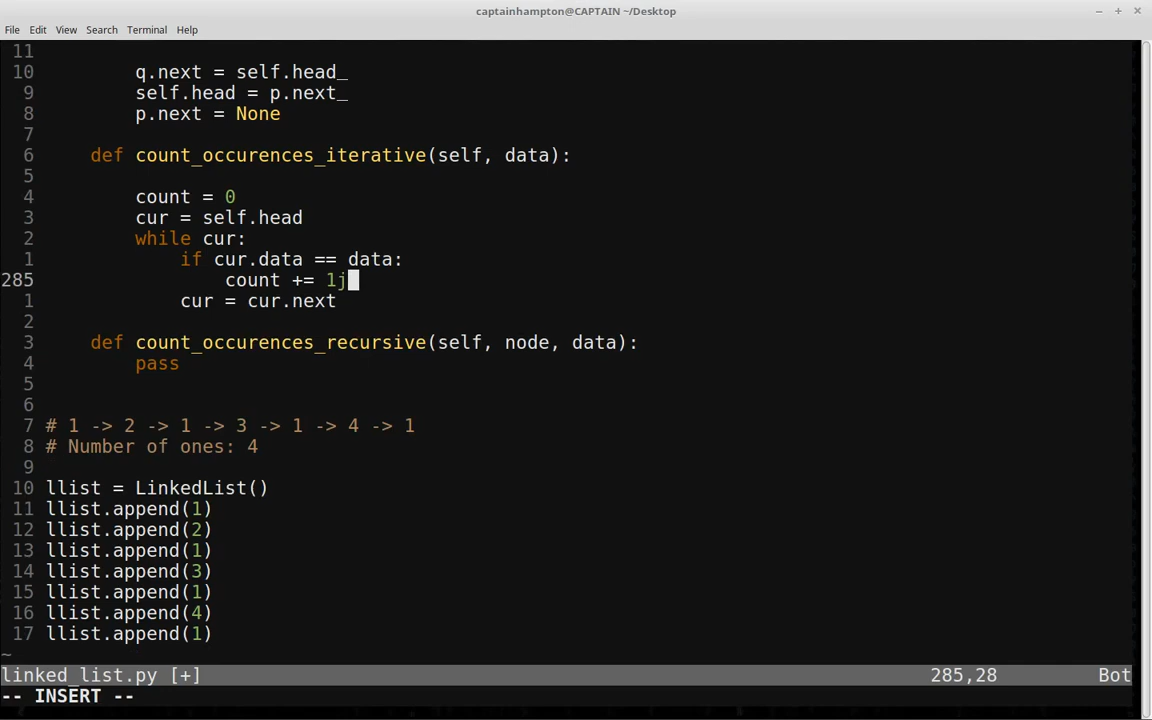 captainhampton@CAPTAIN ~/Desktop
File Edit View Search Terminal Help
11
10         q.next = self.head_
9         self.head = p.next_
8         p.next = None
7
6     def count_occurences_iterative(self, data):
5
4         count = 0
3         cur = self.head
2         while cur:
1             if cur.data == data:
285                 count += 1j
1             cur = cur.next
2
3     def count_occurences_recursive(self, node, data):
4         pass
5
6
7 # 1 -> 2 -> 1 -> 3 -> 1 -> 4 -> 1
8 # Number of ones: 4
9
10 llist = LinkedList()
11 llist.append(1)
12 llist.append(2)
13 llist.append(1)
14 llist.append(3)
15 llist.append(1)
16 llist.append(4)
17 llist.append(1)
~
linked_list.py [+] 285,28 Bot
-- INSERT --